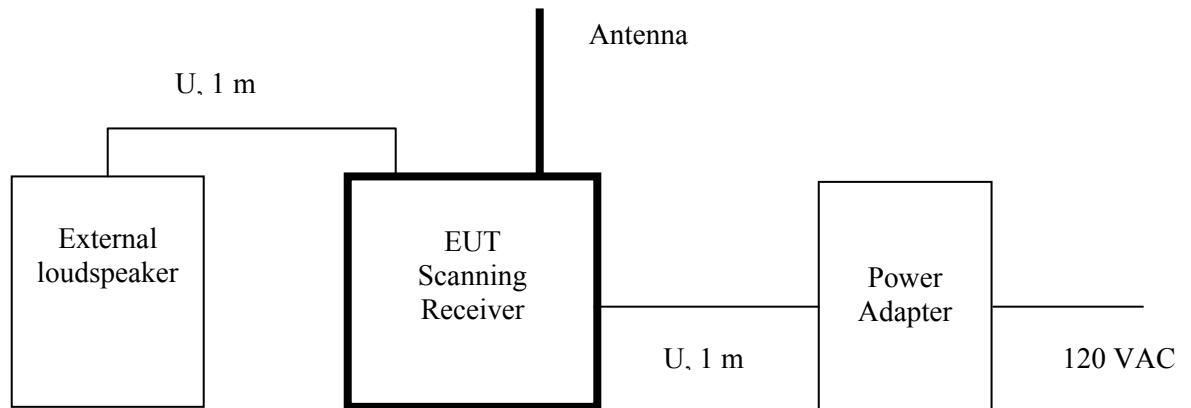 Antenna
U, 1 m
External
loudspeaker
EUT
Scanning
Receiver
Power
Adapter
U, 1 m
120 VAC